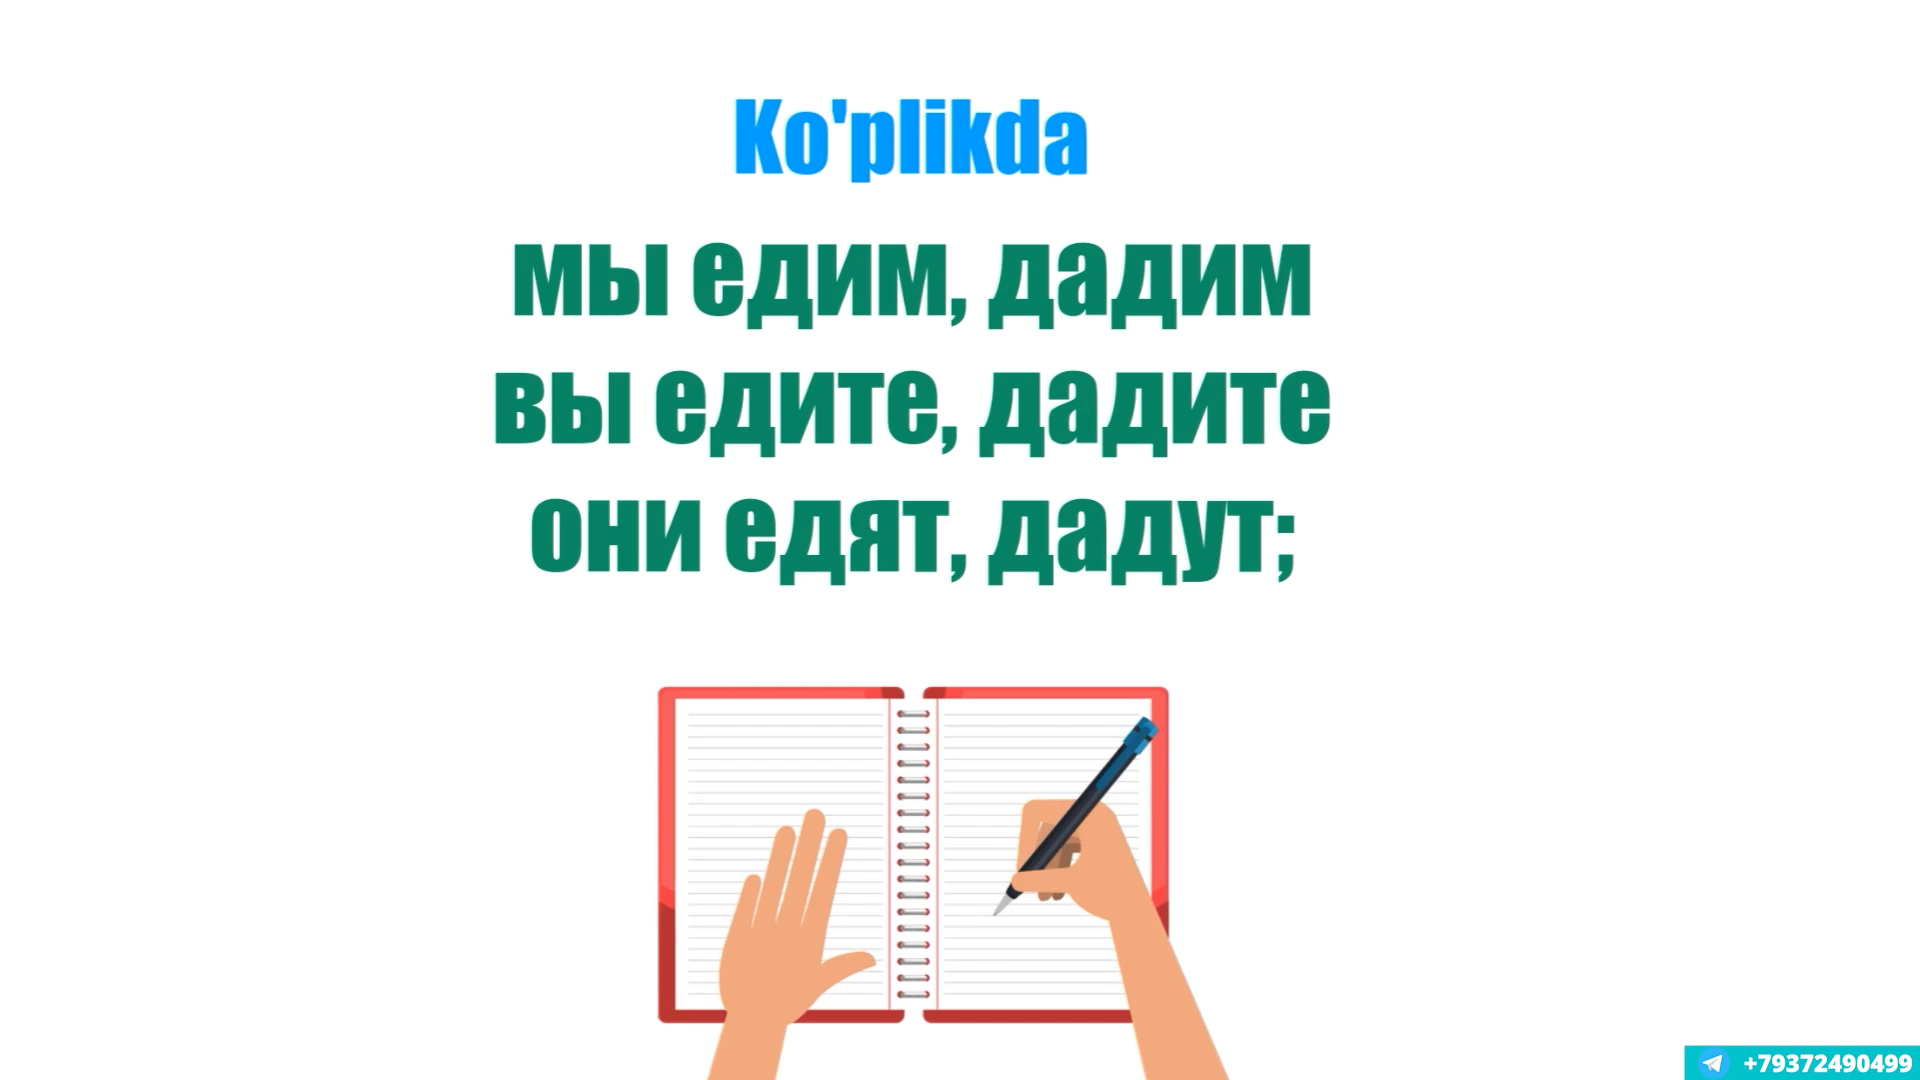 Ko'plikda
мы едим, дадим
вы едите, дадите
они едят, дадут;
+79372490499